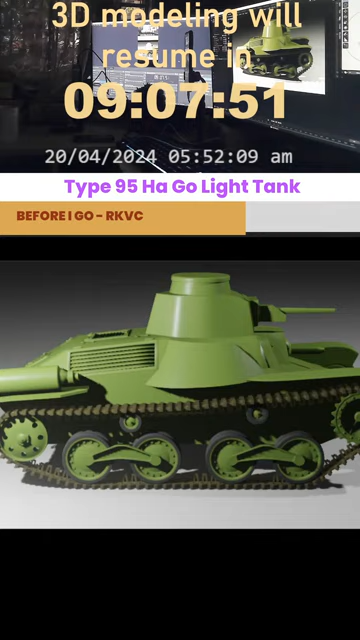 3D modeling will
resume in
09:07:51
20/04/2024 05:52:09 am
Type 95 Ha Go Light Tank
BEFORE I GO - RKVC